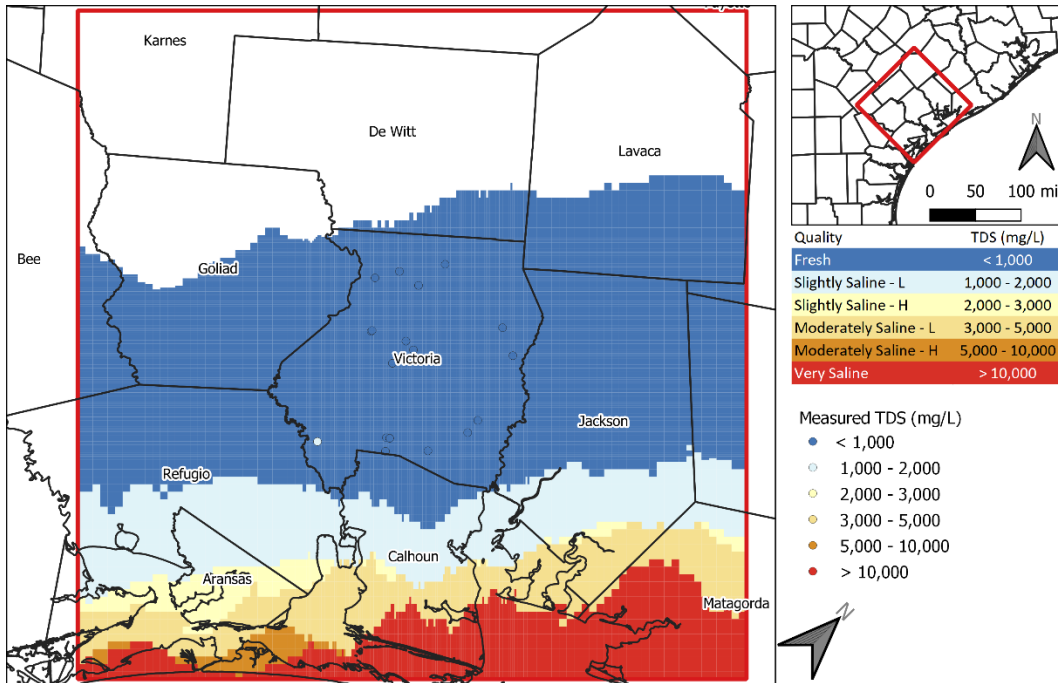 Fayette
Karnes
De Witt
Lavaca
Bee
Goliad
Victoria
Jackson
Refugio
Calhoun
Aransas
Matagorda
N
0 50 100 mi
Quality TDS (mg/L)
Fresh < 1,000
Slightly Saline - L 1,000 - 2,000
Slightly Saline - H 2,000 - 3,000
Moderately Saline - L 3,000 - 5,000
Moderately Saline - H 5,000 - 10,000
Very Saline > 10,000
Measured TDS (mg/L)
< 1,000
1,000 - 2,000
2,000 - 3,000
3,000 - 5,000
5,000 - 10,000
> 10,000
N